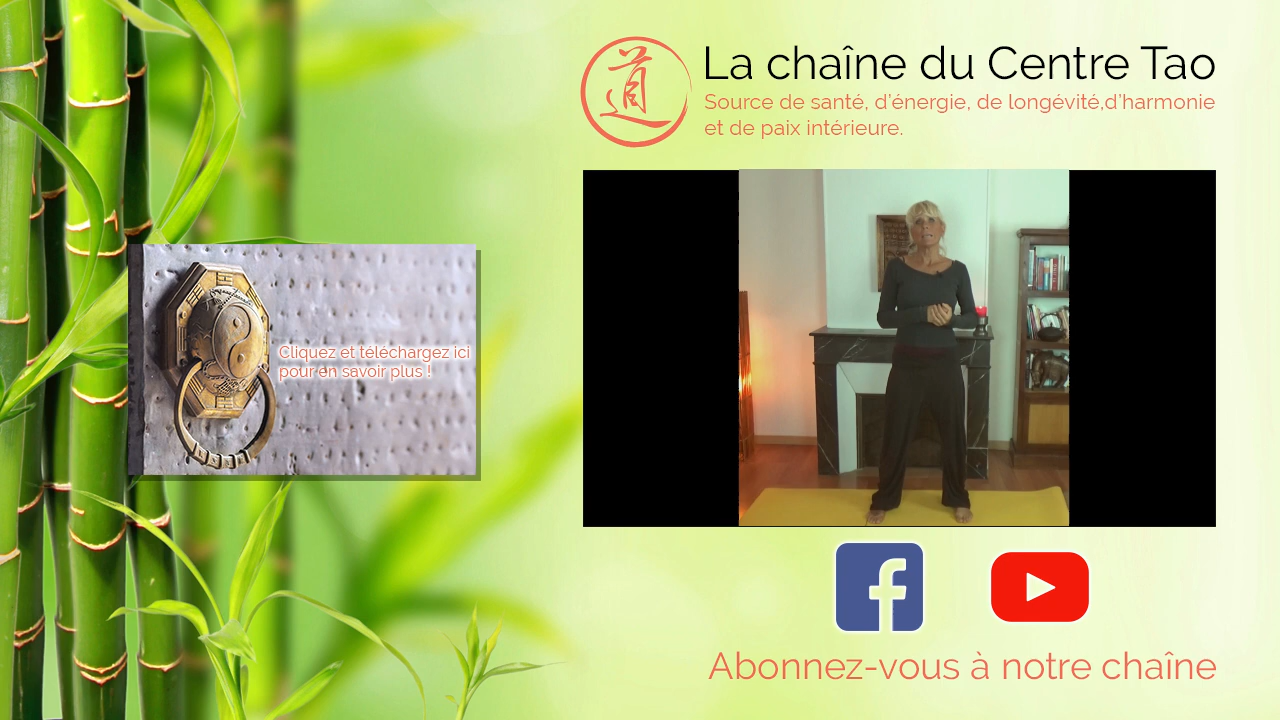 道
La chaîne du Centre Tao
Source de santé, d'énergie, de longévité,d'harmonie
et de paix intérieure.
Cliquez et téléchargez ici
pour en savoir plus !
f
Abonnez-vous à notre chaîne